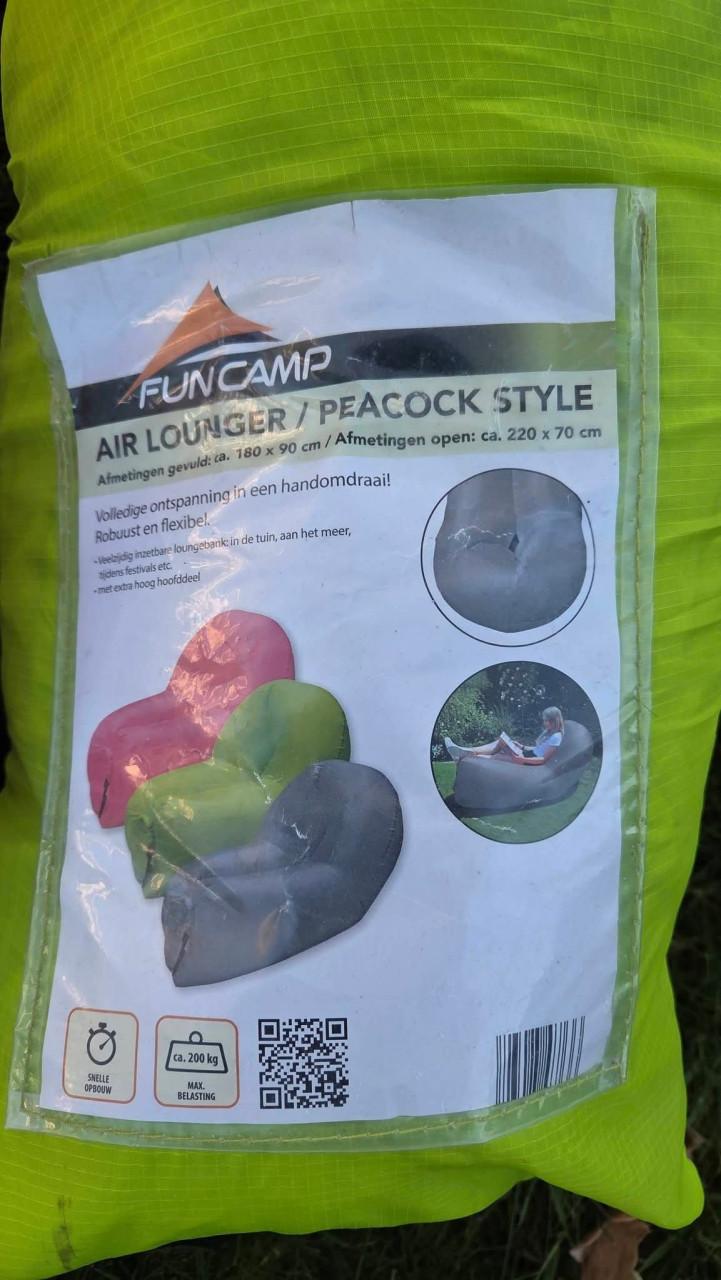 FUNCAMP
AIR LOUNGER / PEACOCK STYLE
Afmetingen gevuld: ca. 180 x 90 cm / Afmetingen open: ca. 220 x 70 cm
Volledige ontspanning in een handomdraai!
Robuust en flexibel.
- Veelzijdig inzetbare loungebank: in de tuin, aan het meer,
tijdens festivals etc.
- met extra hoog hoofddeel
SNELLE
OPBOUW
ca. 200 kg
MAX.
BELASTING